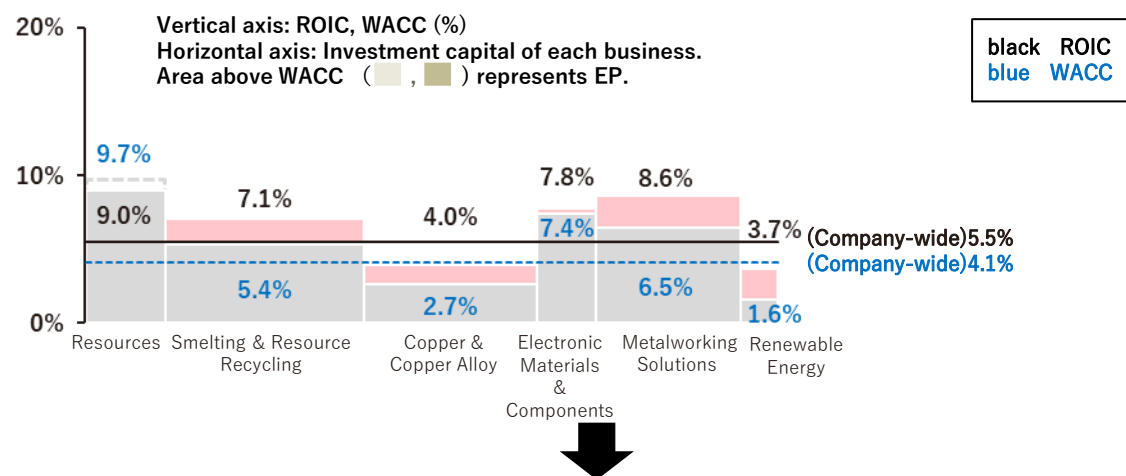 20%
Vertical axis: ROIC, WACC (%)
Horizontal axis: Investment capital of each business.
Area above WACC ( , ) represents EP.
black ROIC
blue WACC
10%
0%
9.7%
9.0%
7.1%
5.4%
4.0%
2.7%
7.8%
7.4%
8.6%
6.5%
3.7%
1.6%
(Company-wide)5.5%
(Company-wide)4.1%
Resources
Smelting & Resource
Recycling
Copper &
Copper Alloy
Electronic
Materials
&
Components
Metalworking
Solutions
Renewable
Energy